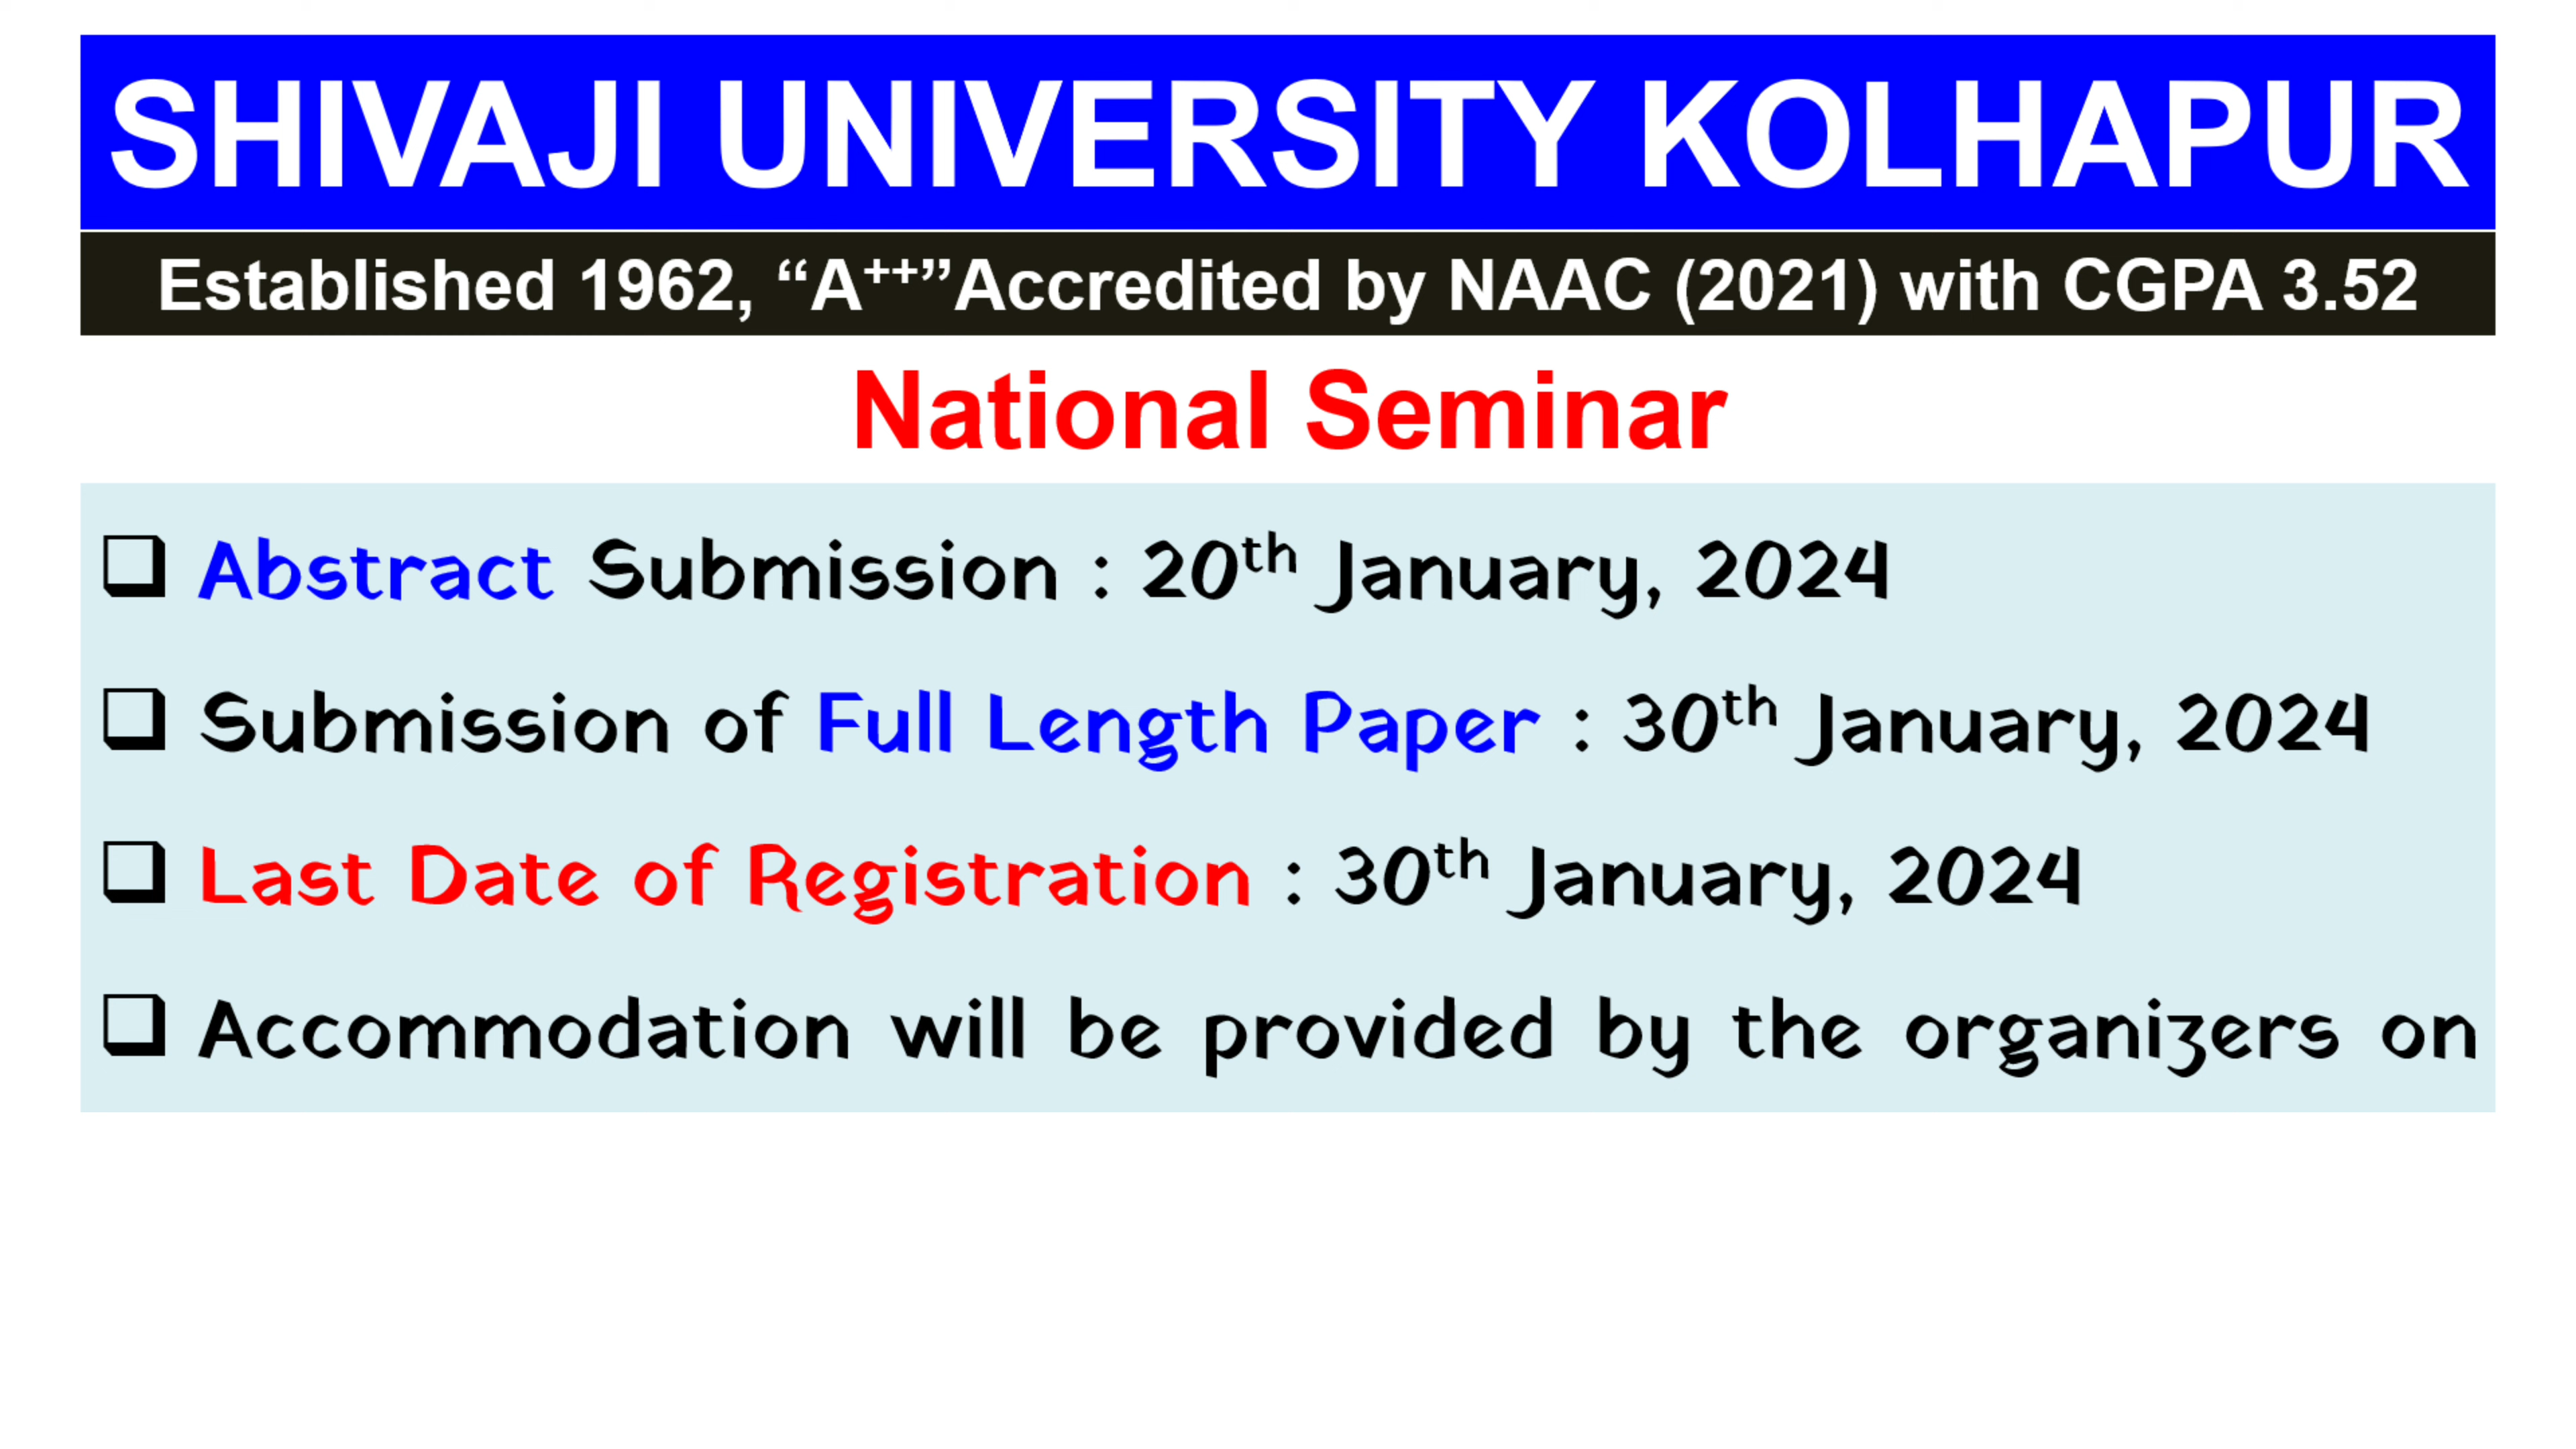 SHIVAJI UNIVERSITY KOLHAPUR
Established 1962, “A++”Accredited by NAAC (2021) with CGPA 3.52
National Seminar
❑ Abstract Submission : 20th January, 2024
❑ Submission of Full Length Paper : 30th January, 2024
❑ Last Date of Registration : 30th January, 2024
❑ Accommodation will be provided by the organizers on